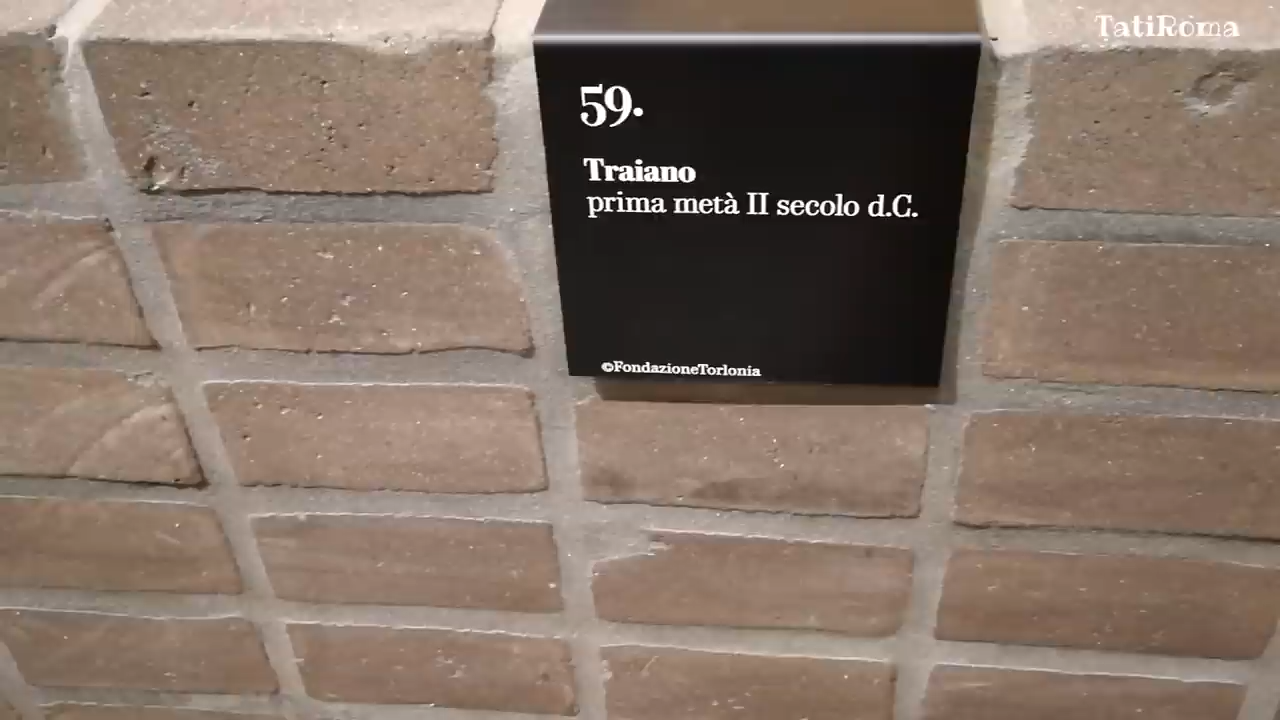 TatiRoma
59.
Traiano
prima metà II secolo d.C.
©FondazioneTorlonia